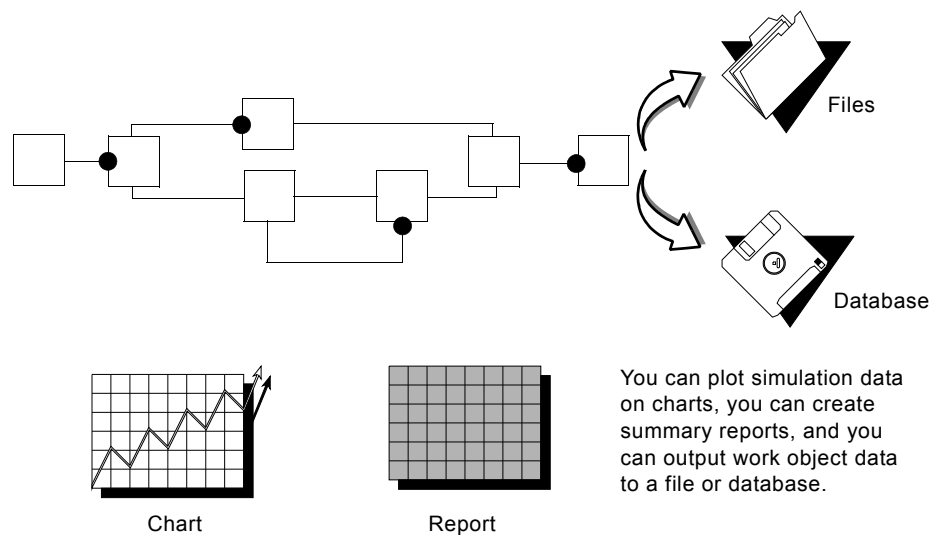 Files
Database
You can plot simulation data
on charts, you can create
summary reports, and you
can output work object data
to a file or database.
Chart
Report